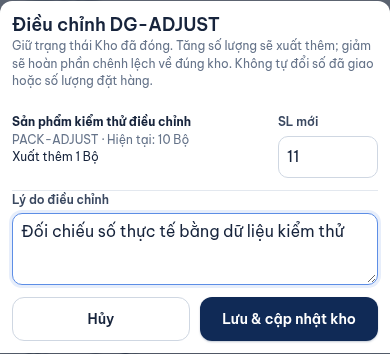 Điều chỉnh DG-ADJUST
Giữ trạng thái Kho đã đóng. Tăng số lượng sẽ xuất thêm; giảm
sẽ hoàn phần chênh lệch về đúng kho. Không tự đổi số đã giao
hoặc số lượng đặt hàng.
Sản phẩm kiểm thử điều chỉnh
PACK-ADJUST · Hiện tại: 10 Bộ
Xuất thêm 1 Bộ
SL mới
11
Lý do điều chỉnh
Đối chiếu số thực tế bằng dữ liệu kiểm thử
Hủy
Lưu & cập nhật kho